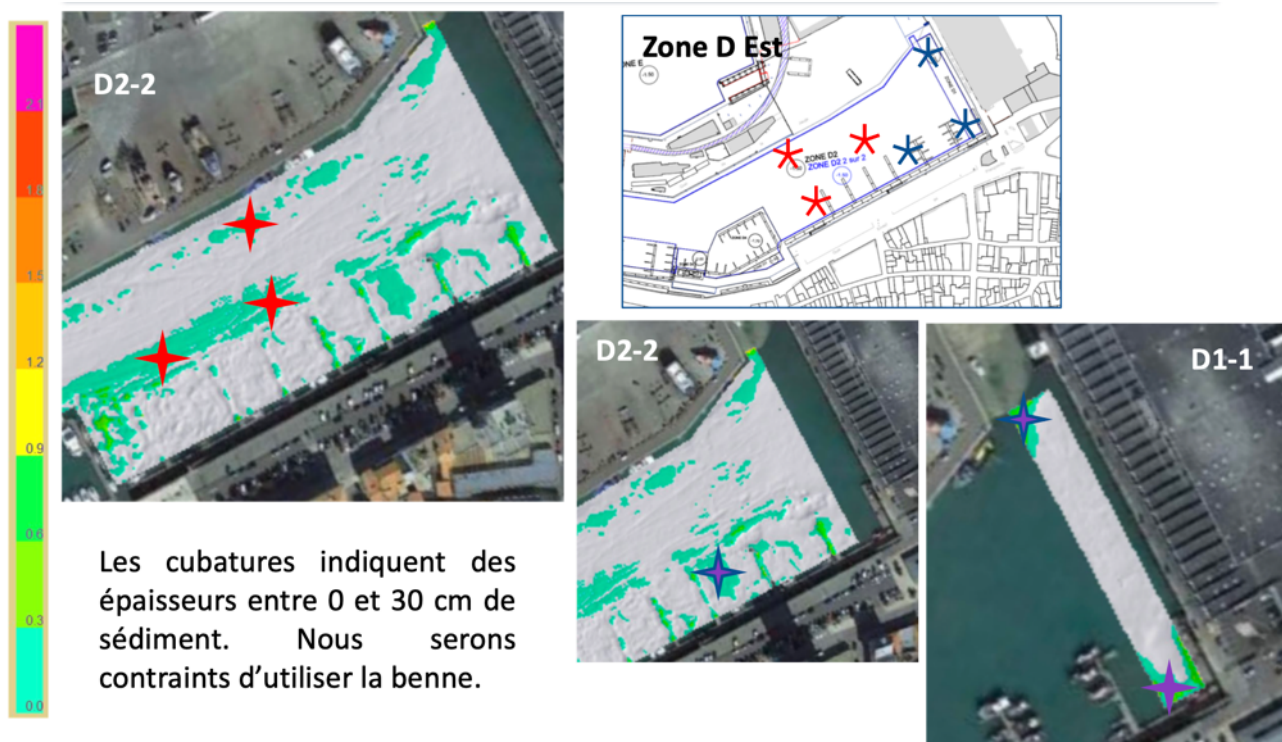 D2-2
Zone D Est
ZONE D2
ZONE D2 2 sur 2
2.1
1.8
1.5
1.2
0.9
0.6
0.3
0.0
D2-2
D1-1
Les cubatures indiquent des
épaisseurs entre 0 et 30 cm de
sédiment. Nous serons
contraints d’utiliser la benne.